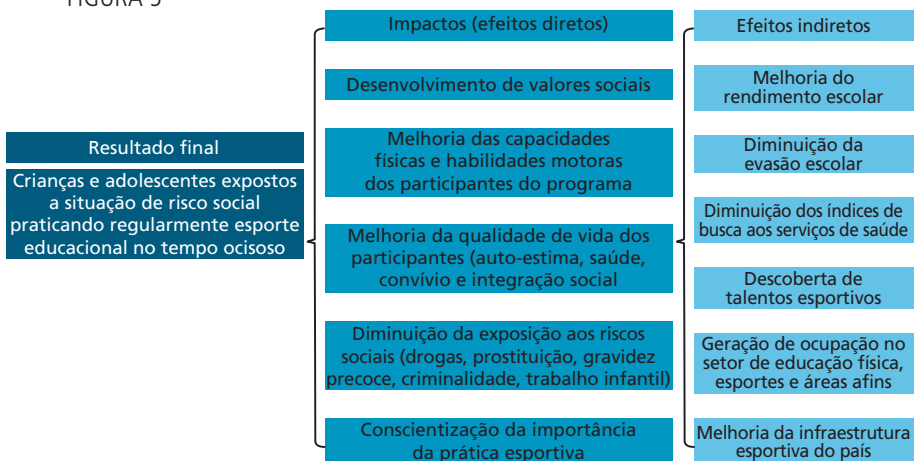 FIGURA 5
Resultado final
Crianças e adolescentes expostos
a situação de risco social
praticando regularmente esporte
educacional no tempo ocisoso
Impactos (efeitos diretos)
Desenvolvimento de valores sociais
Melhoria das capacidades
físicas e habilidades motoras
dos participantes do programa
Melhoria da qualidade de vida dos
participantes (auto-estima, saúde,
convívio e integração social
Diminuição da exposição aos riscos
sociais (drogas, prostituição, gravidez
precoce, criminalidade, trabalho infantil)
Conscientização da importância
da prática esportiva
Efeitos indiretos
Melhoria do
rendimento escolar
Diminuição da
evasão escolar
Diminuição dos índices de
busca aos serviços de saúde
Descoberta de
talentos esportivos
Geração de ocupação no
setor de educação física,
esportes e áreas afins
Melhoria da infraestrutura
esportiva do país